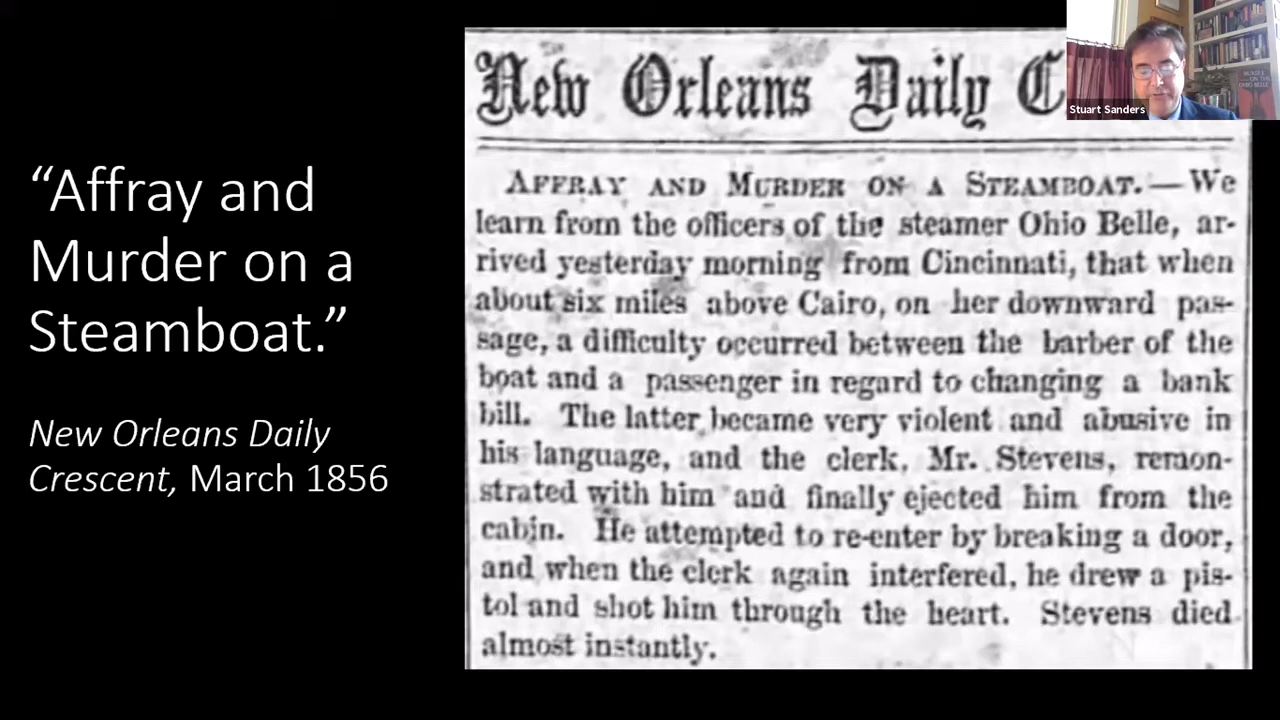 “Affray and
Murder on a
Steamboat.”
New Orleans Daily
Crescent, March 1856
New Orleans Daily C
AFFRAY AND MURDER ON A STEAMBOAT.—We
learn from the officers of the steamer Ohio Belle, ar-
rived yesterday morning from Cincinnati, that when
about six miles above Cairo, on her downward pas-
sage, a difficulty occurred between the barber of the
boat and a passenger in regard to changing a bank
bill. The latter became very violent and abusive in
his language, and the clerk, Mr. Stevens, remon-
strated with him and finally ejected him from the
cabin. He attempted to re-enter by breaking a door,
and when the clerk again interfered, he drew a pis-
tol and shot him through the heart. Stevens died
almost instantly.
Stuart Sanders
MURDER
ON THE
OHIO BELLE